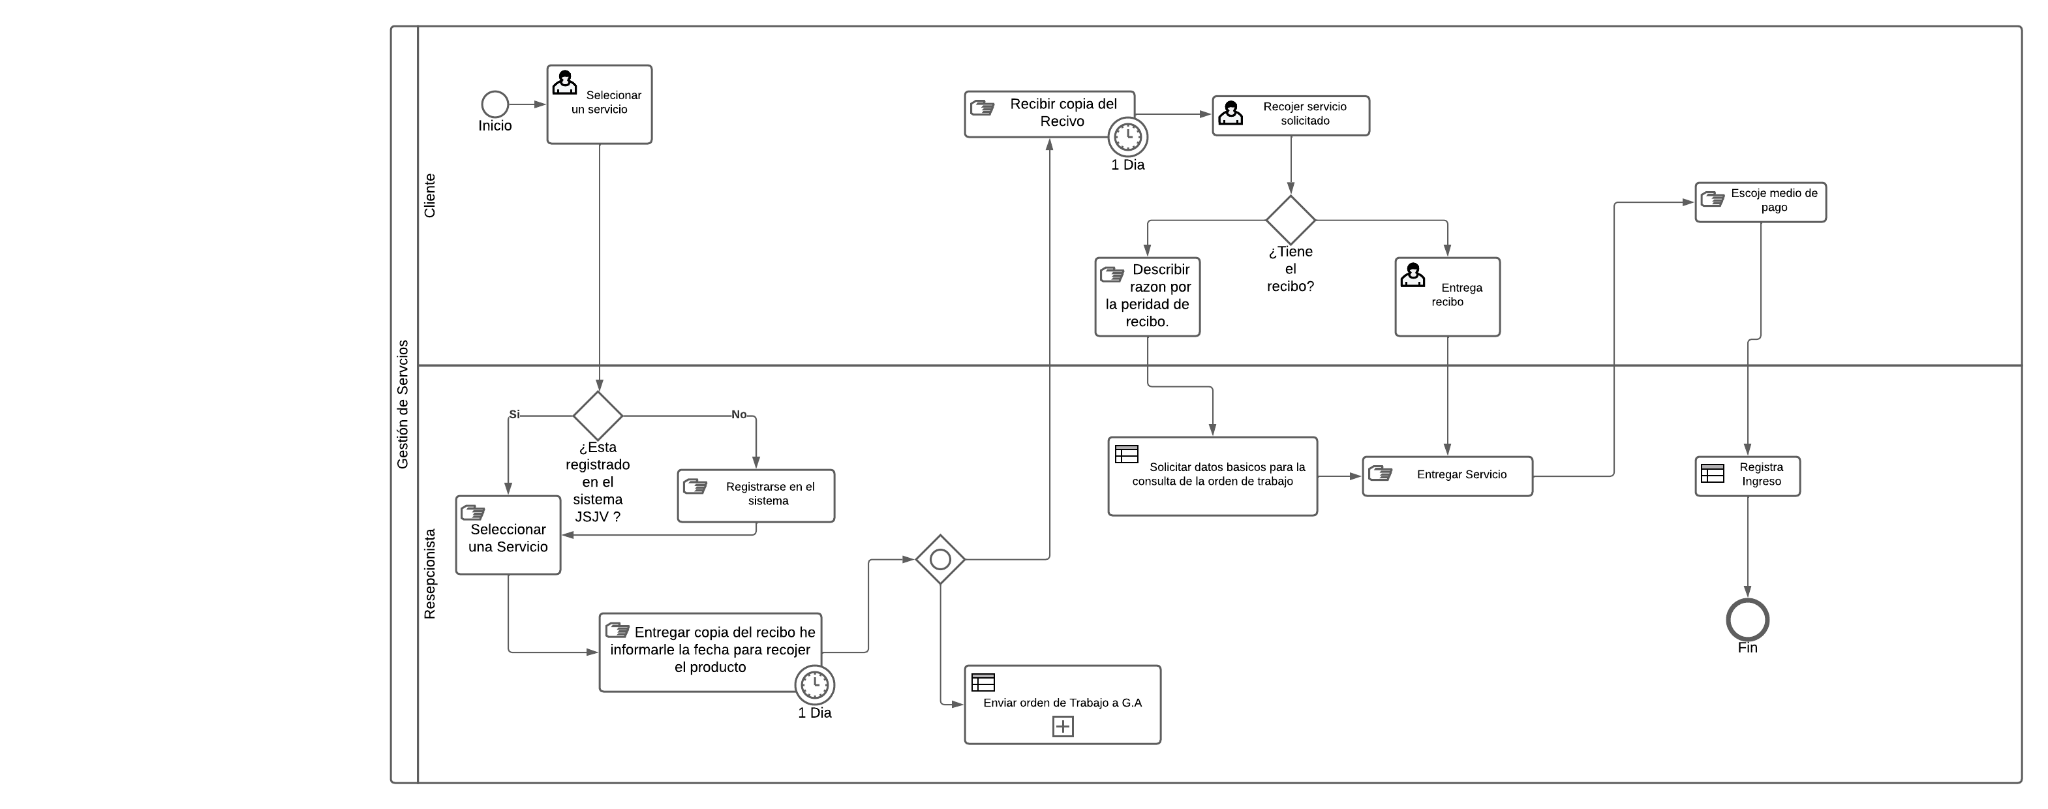 Gestión de Servcios
Cliente
Inicio
Selecionar
un servicio
Recibir copia del
Recivo
1 Dia
Recojer servicio
solicitado
¿Tiene
el
recibo?
Describir
razon por
la peridad de
recibo.
Entrega
recibo
Escoje medio de
pago
Resepcionista
Si
No
¿Esta
registrado
en el
sistema
JSJV ?
Registrarse en el
sistema
Seleccionar
una Servicio
Entregar copia del recibo he
informarle la fecha para recojer
el producto
1 Dia
Enviar orden de Trabajo a G.A
Solicitar datos basicos para la
consulta de la orden de trabajo
Entregar Servicio
Registra
Ingreso
Fin